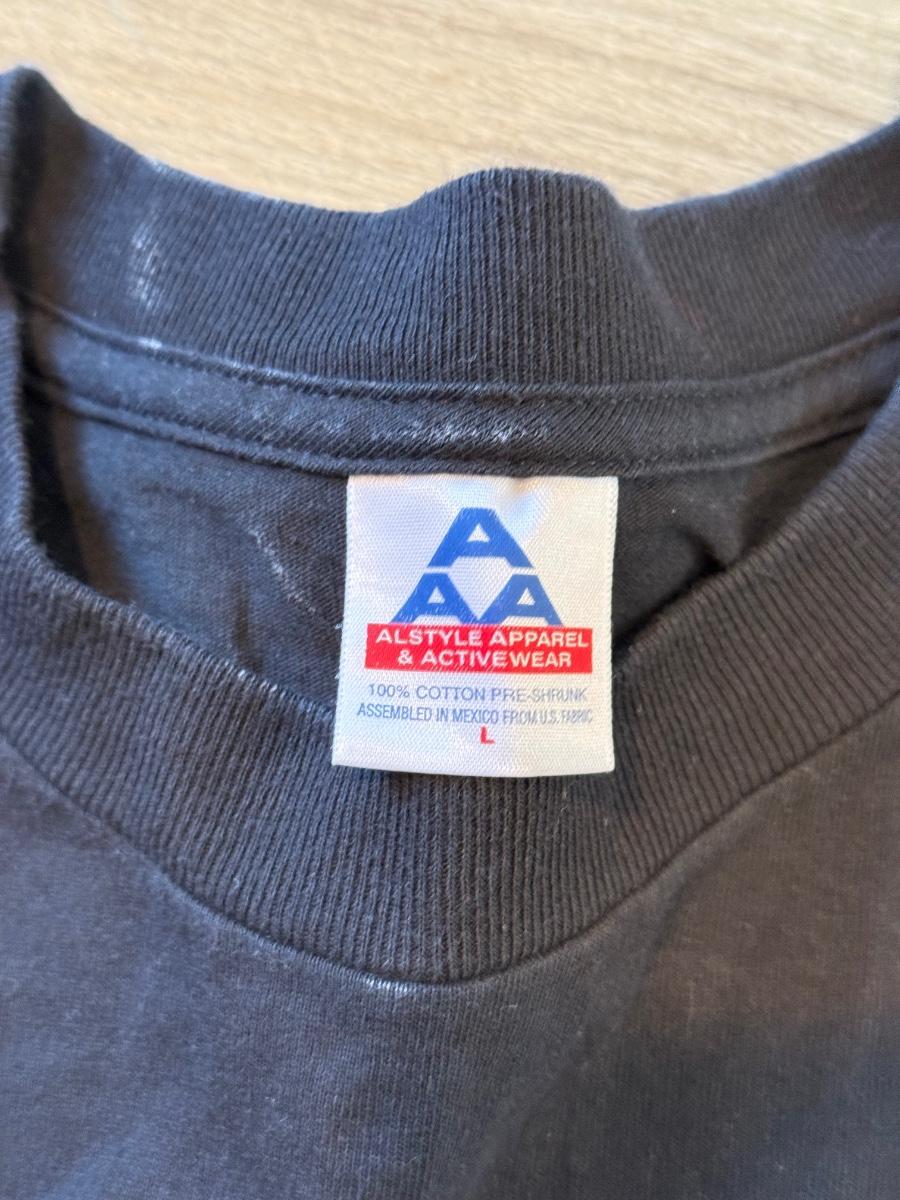 A
A A
ALSTYLE APPAREL
& ACTIVEWEAR
100% COTTON PRE-SHRUNK
ASSEMBLED IN MEXICO FROM U.S. FABRIC
L